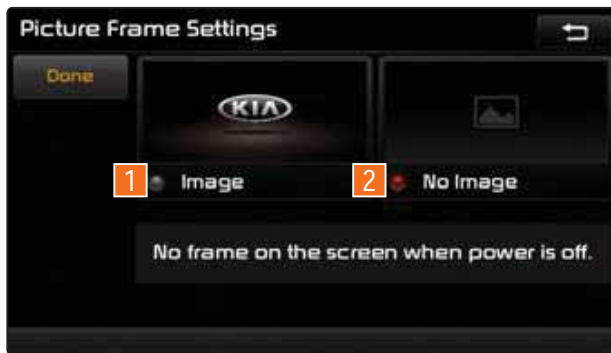 Picture Frame Settings
Done
KIA
1 Image
2 No Image
No frame on the screen when power is off.